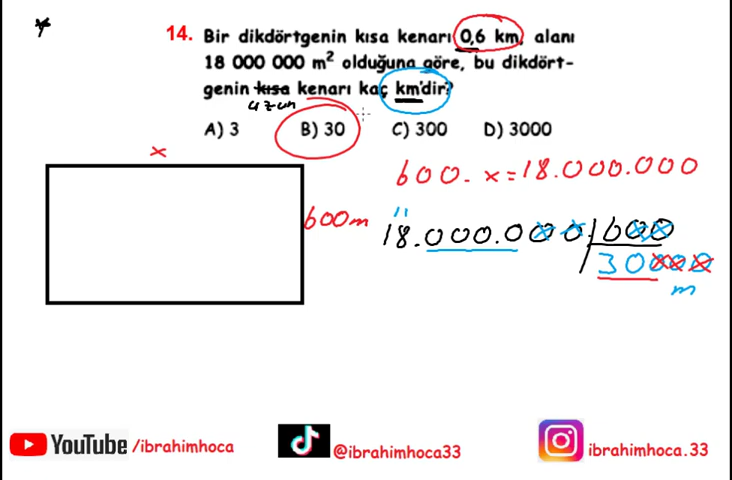 14. Bir dikdörtgenin kısa kenarı 0,6 km, alanı
18 000 000 m² olduğuna göre, bu dikdört-
genin kısa kenarı kaç km'dir?
uzun
A) 3 B) 30 C) 300 D) 3000
x
600. x = 18.000.000
600m
18.000.000 600
30000
m
YouTube /ibrahimhoca
@ibrahimhoca33
ibrahimhoca.33